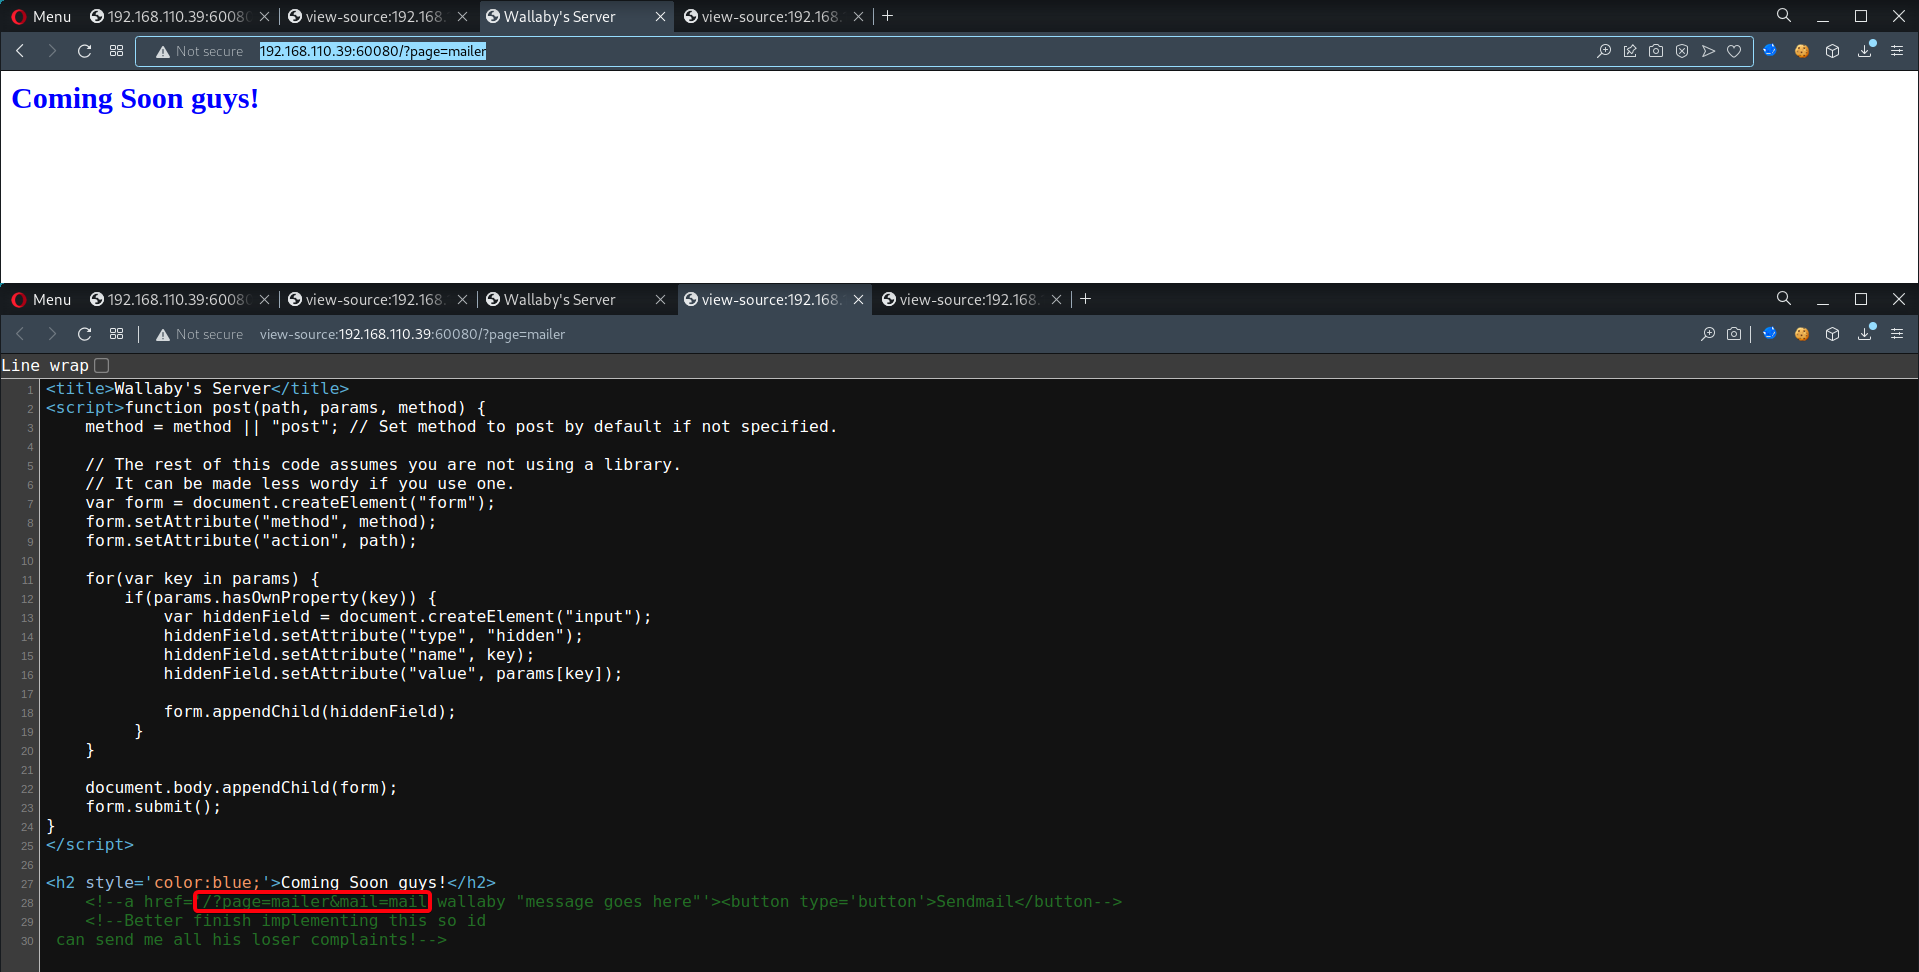 Menu 192.168.110.39:6008 view-source:192.168. Wallaby's Server view-source:192.168.
Not secure 192.168.110.39:60080/?page=mailer
Coming Soon guys!
Menu 192.168.110.39:6008 view-source:192.168. Wallaby's Server view-source:192.168. view-source:192.168.
Not secure view-source:192.168.110.39:60080/?page=mailer
Line wrap
1 <title>Wallaby's Server</title>
2 <script>function post(path, params, method) {
3     method = method || "post"; // Set method to post by default if not specified.
4
5     // The rest of this code assumes you are not using a library.
6     // It can be made less wordy if you use one.
7     var form = document.createElement("form");
8     form.setAttribute("method", method);
9     form.setAttribute("action", path);
10
11     for(var key in params) {
12         if(params.hasOwnProperty(key)) {
13             var hiddenField = document.createElement("input");
14             hiddenField.setAttribute("type", "hidden");
15             hiddenField.setAttribute("name", key);
16             hiddenField.setAttribute("value", params[key]);
17
18             form.appendChild(hiddenField);
19          }
20     }
21
22     document.body.appendChild(form);
23     form.submit();
24 }
25 </script>
26
27 <h2 style='color:blue;'>Coming Soon guys!</h2>
28     <!--a href='/?page=mailer&mail=mail wallaby "message goes here"'><button type='button'>Sendmail</button-->
29     <!--Better finish implementing this so id
30  can send me all his loser complaints!-->